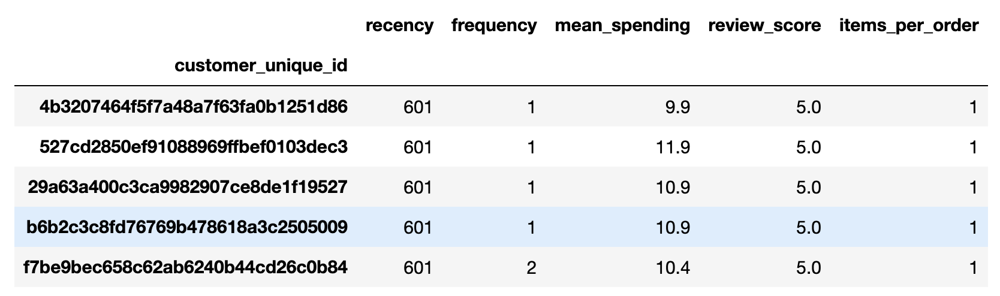 recency frequency mean_spending review_score items_per_order
customer_unique_id
4b3207464f5f7a48a7f63fa0b1251d86 601 1 9.9 5.0 1
527cd2850ef91088969ffbef0103dec3 601 1 11.9 5.0 1
29a63a400c3ca9982907ce8de1f19527 601 1 10.9 5.0 1
b6b2c3c8fd76769b478618a3c2505009 601 1 10.9 5.0 1
f7be9bec658c62ab6240b44cd26c0b84 601 2 10.4 5.0 1